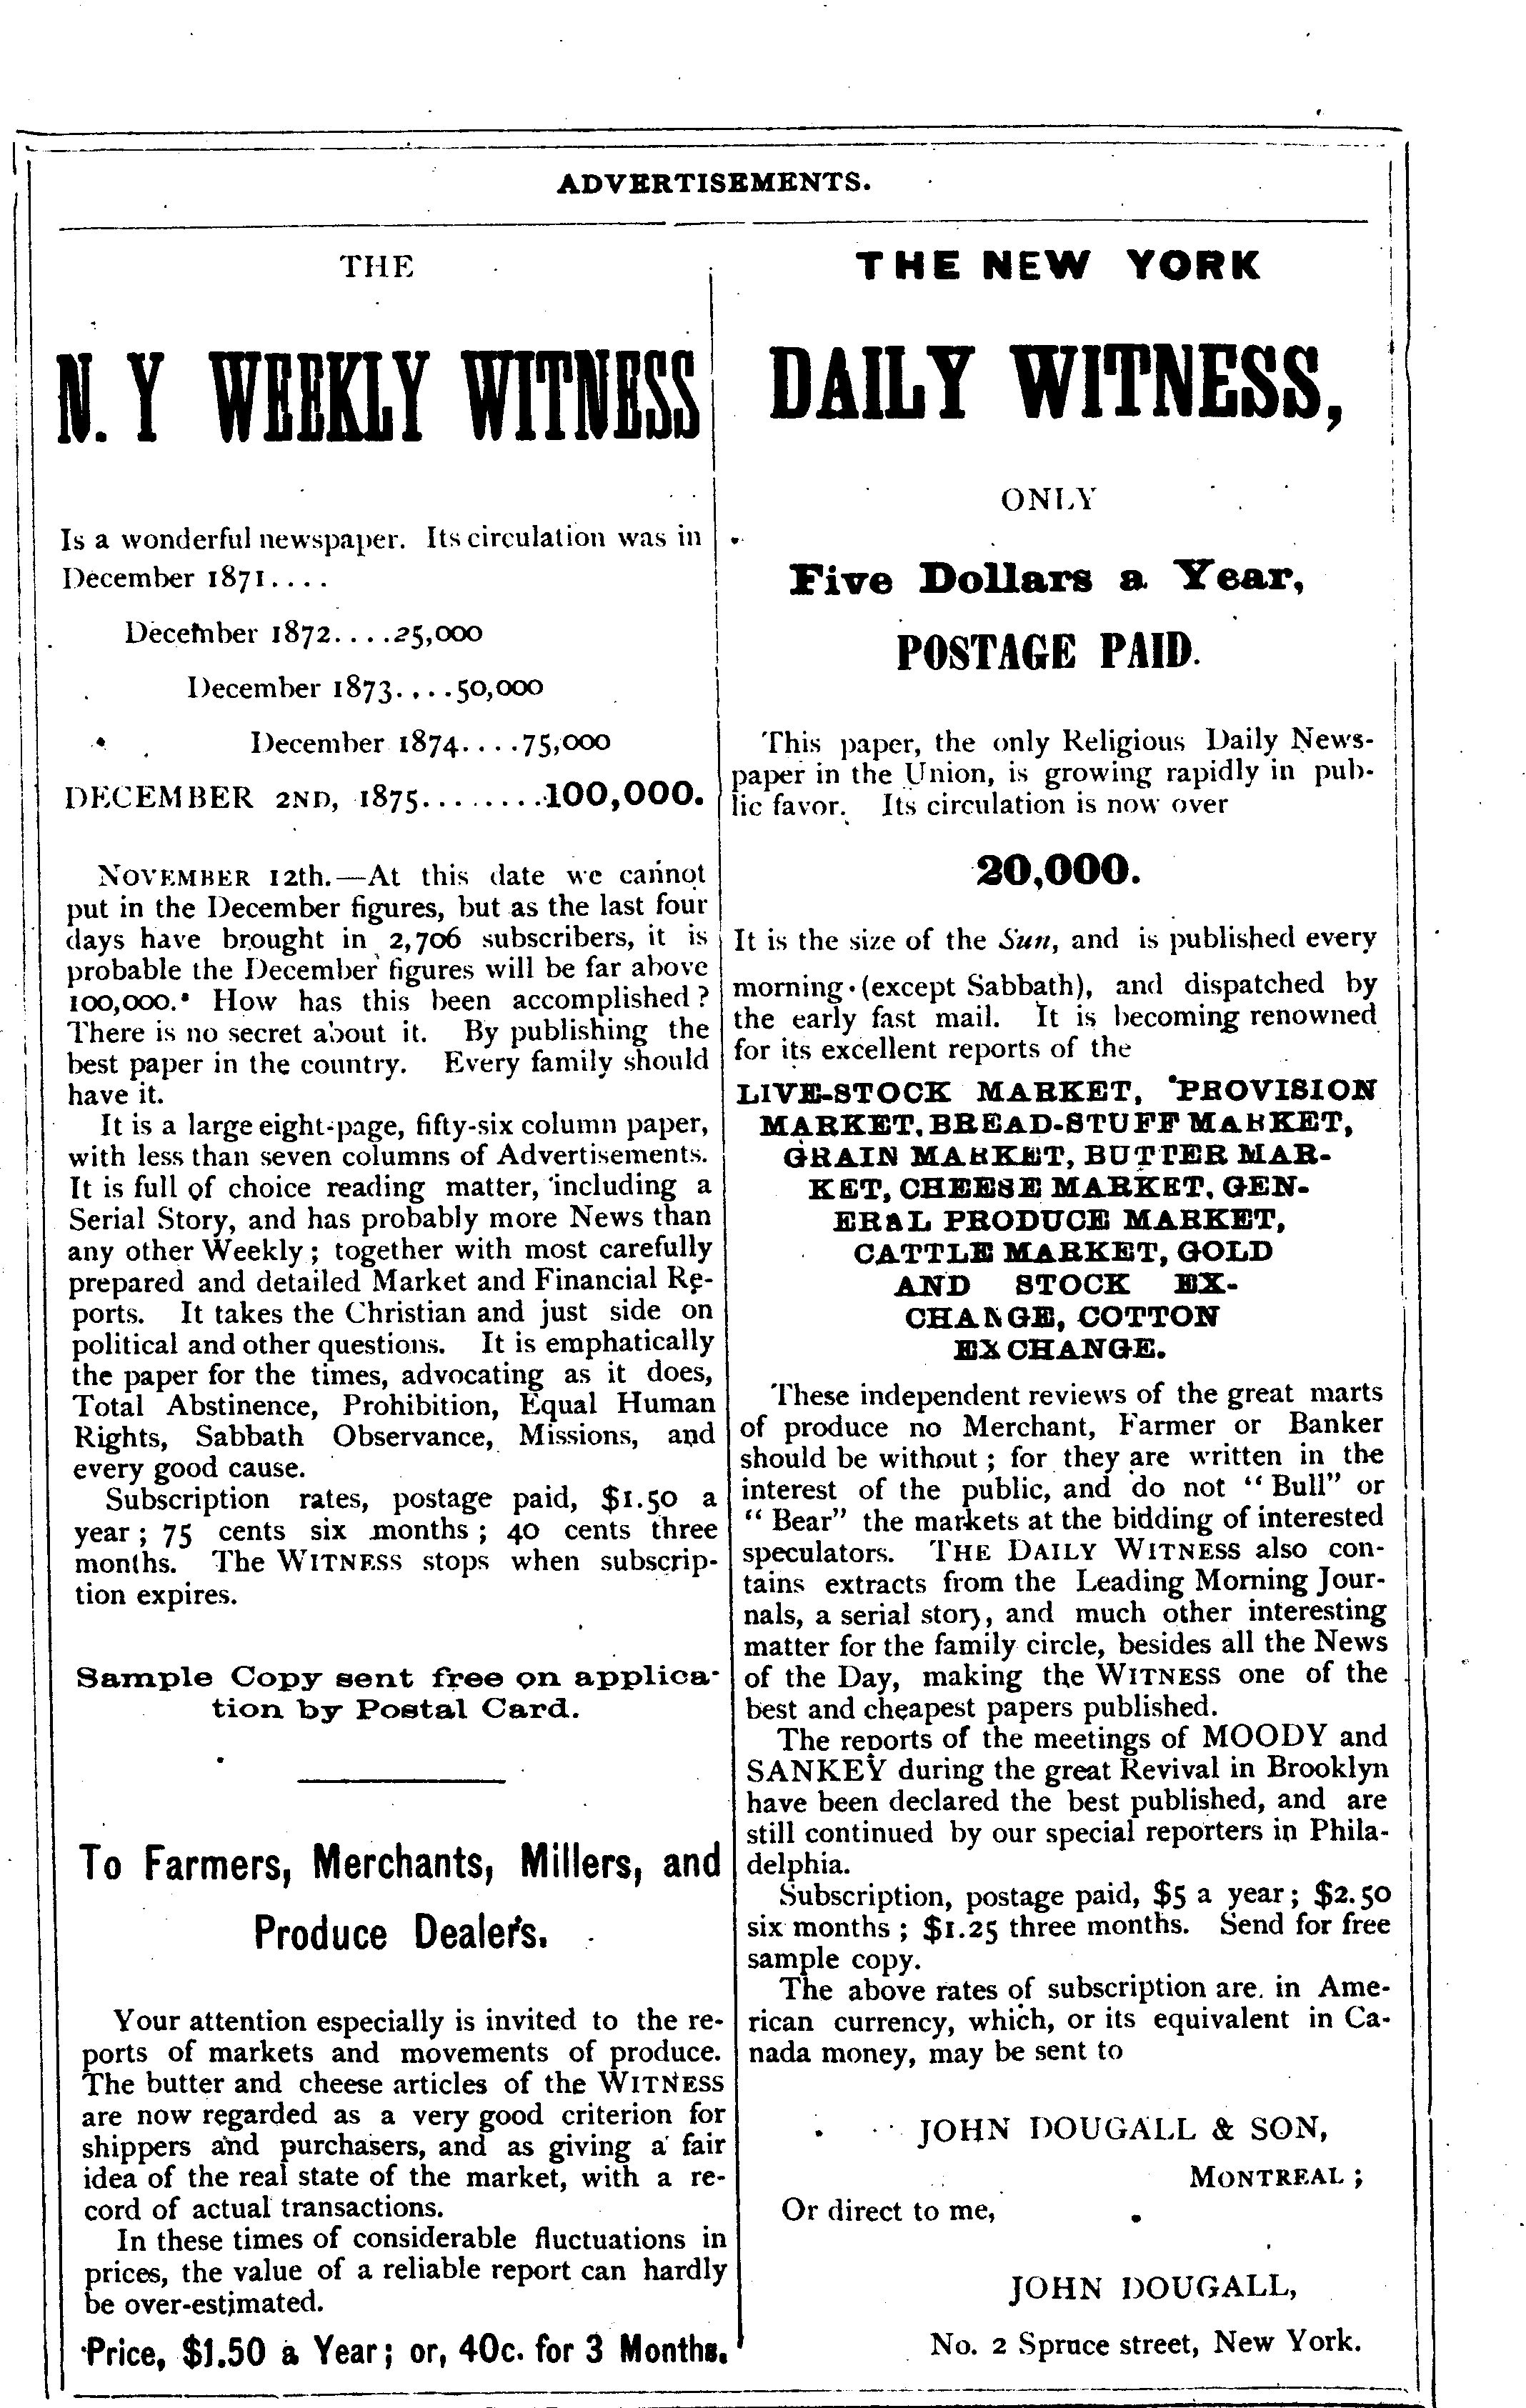 ADVERTISEMENTS.
THE
N. Y WEEKLY WITNESS
Is a wonderful newspaper. Its circulation was in
December 1871....
December 1872....25,000
December 1873....50,000
December 1874....75,000
DECEMBER 2ND, 1875........100,000.
NOVEMBER 12th.—At this date we cannot
put in the December figures, but as the last four
days have brought in 2,706 subscribers, it is
probable the December figures will be far above
100,000. How has this been accomplished?
There is no secret about it. By publishing the
best paper in the country. Every family should
have it.
It is a large eight-page, fifty-six column paper,
with less than seven columns of Advertisements.
It is full of choice reading matter, including a
Serial Story, and has probably more News than
any other Weekly; together with most carefully
prepared and detailed Market and Financial Re-
ports. It takes the Christian and just side on
political and other questions. It is emphatically
the paper for the times, advocating as it does,
Total Abstinence, Prohibition, Equal Human
Rights, Sabbath Observance, Missions, and
every good cause.
Subscription rates, postage paid, $1.50 a
year; 75 cents six months; 40 cents three
months. The WITNESS stops when subscrip-
tion expires.
Sample Copy sent free on applica-
tion by Postal Card.
To Farmers, Merchants, Millers, and
Produce Dealers.
Your attention especially is invited to the re-
ports of markets and movements of produce.
The butter and cheese articles of the WITNESS
are now regarded as a very good criterion for
shippers and purchasers, and as giving a fair
idea of the real state of the market, with a re-
cord of actual transactions.
In these times of considerable fluctuations in
prices, the value of a reliable report can hardly
be over-estimated.
Price, $1.50 a Year; or, 40c. for 3 Months.
THE NEW YORK
DAILY WITNESS,
ONLY
Five Dollars a Year,
POSTAGE PAID.
This paper, the only Religious Daily News-
paper in the Union, is growing rapidly in pub-
lic favor. Its circulation is now over
20,000.
It is the size of the Sun, and is published every
morning (except Sabbath), and dispatched by
the early fast mail. It is becoming renowned
for its excellent reports of the
LIVE-STOCK MARKET, PROVISION
MARKET, BREAD-STUFF MARKET,
GRAIN MARKET, BUTTER MAR-
KET, CHEESE MARKET, GEN-
ERAL PRODUCE MARKET,
CATTLE MARKET, GOLD
AND STOCK EX-
CHANGE, COTTON
EXCHANGE.
These independent reviews of the great marts
of produce no Merchant, Farmer or Banker
should be without; for they are written in the
interest of the public, and do not "Bull" or
"Bear" the markets at the bidding of interested
speculators. THE DAILY WITNESS also con-
tains extracts from the Leading Morning Jour-
nals, a serial story, and much other interesting
matter for the family circle, besides all the News
of the Day, making the WITNESS one of the
best and cheapest papers published.
The reports of the meetings of MOODY and
SANKEY during the great Revival in Brooklyn
have been declared the best published, and are
still continued by our special reporters in Phila-
delphia.
Subscription, postage paid, $5 a year; $2.50
six months; $1.25 three months. Send for free
sample copy.
The above rates of subscription are in Ame-
rican currency, which, or its equivalent in Ca-
nada money, may be sent to
JOHN DOUGALL & SON,
MONTREAL;
Or direct to me,
JOHN DOUGALL,
No. 2 Spruce street, New York.